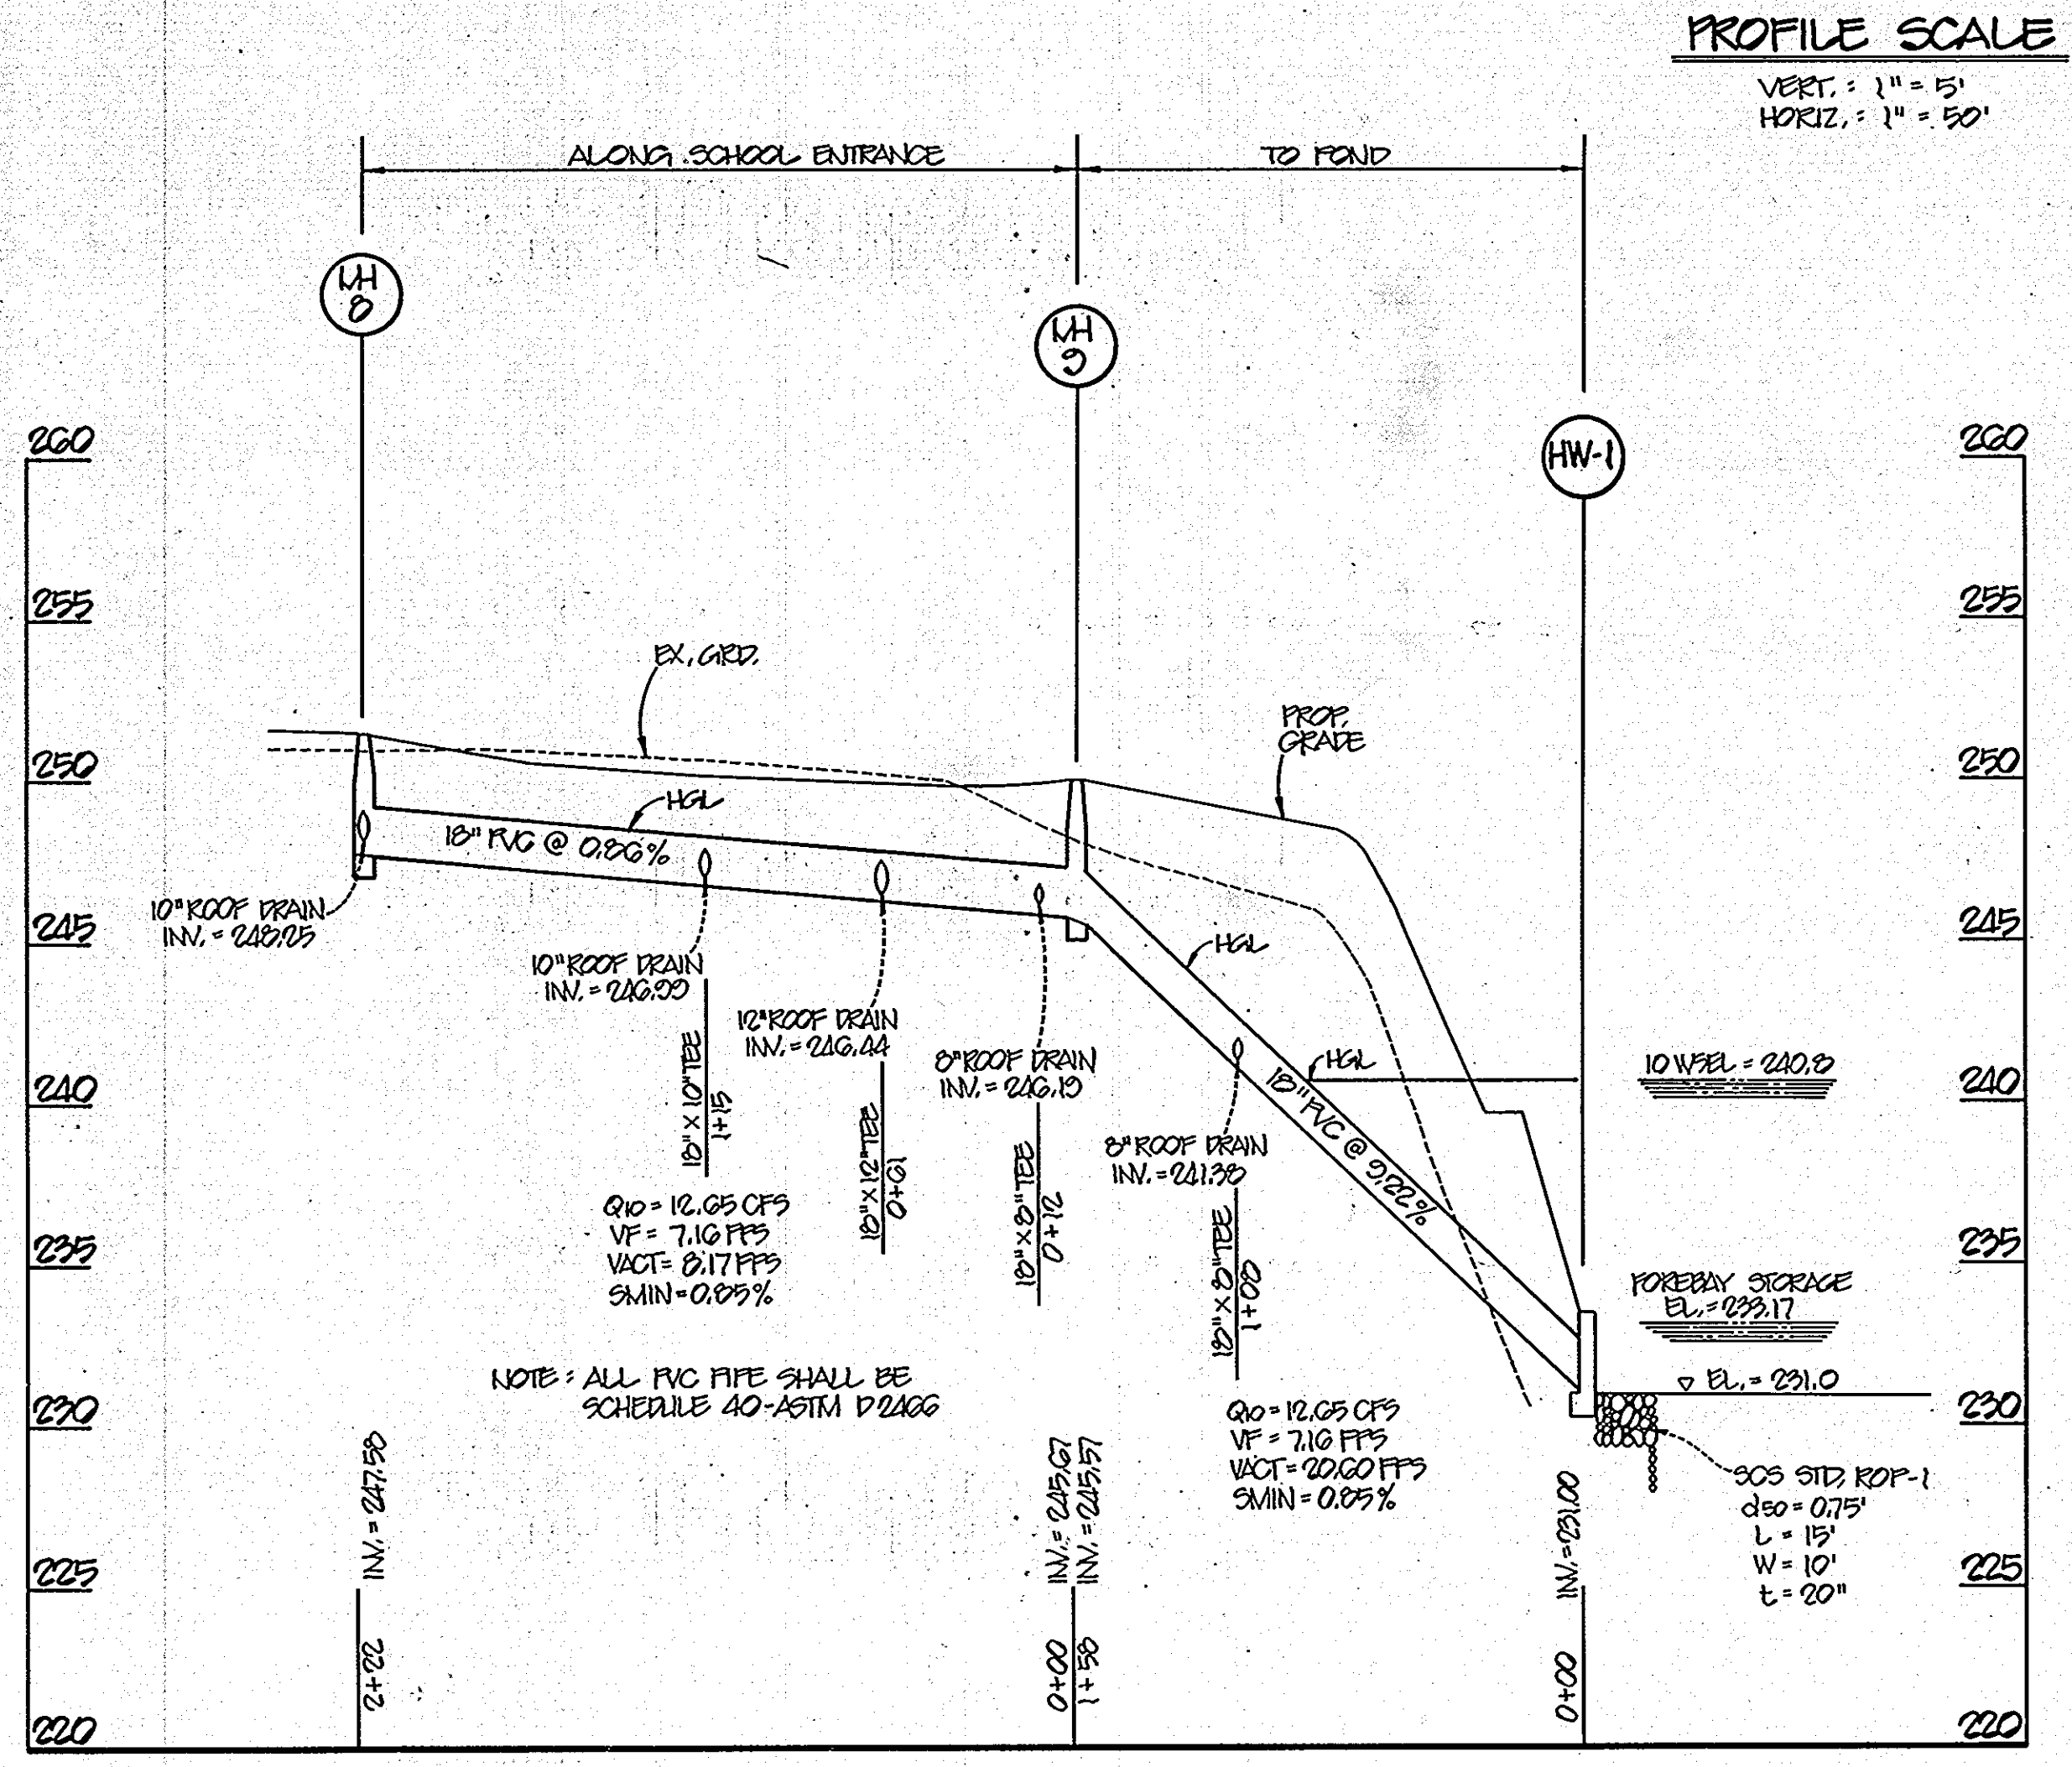 PROFILE SCALE
VERT. : 1" = 5'
HORIZ. : 1" = 50'
ALONG SCHOOL ENTRANCE
TO POND
MH
8
MH
9
HW-1
260
260
255
255
EX. GRD.
PROP.
GRADE
250
250
HGL
18" PVC @ 0.86%
10" ROOF DRAIN
INV. = 248.25
245
245
HGL
10" ROOF DRAIN
INV. = 246.99
12" ROOF DRAIN
INV. = 246.44
8" ROOF DRAIN
INV. = 246.19
HGL
10 WSEL = 240.8
240
240
18" X 10" TEE
1+15
18" X 12" TEE
0+61
18" X 8" TEE
0+12
8" ROOF DRAIN
INV. = 241.38
18" PVC @ 9.22%
18" X 8" TEE
1+08
Q10 = 12.65 CFS
VF = 7.16 FPS
VACT = 8.17 FPS
SMIN = 0.85%
235
235
FOREBAY STORAGE
EL. = 233.17
EL. = 231.0
NOTE : ALL PVC PIPE SHALL BE
SCHEDULE 40-ASTM D2466
230
230
Q10 = 12.65 CFS
VF = 7.16 FPS
VACT = 20.60 FPS
SMIN = 0.85%
SCS STD. ROP-1
d50 = 0.75'
L = 15'
W = 10'
t = 20"
INV. = 247.58
INV. = 245.67
INV. = 245.57
INV. = 231.00
225
225
2+22
0+00
1+58
0+00
220
220